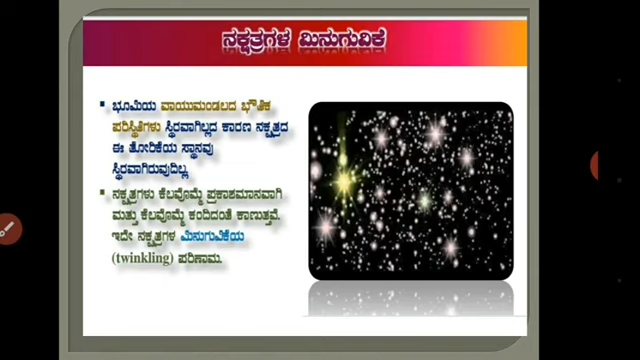 ನಕ್ಷತ್ರಗಳ ಮಿನುಗುವಿಕೆ
ಭೂಮಿಯ ವಾಯುಮಂಡಲದ ಭೌತಿಕ
ಪರಿಸ್ಥಿತಿಗಳು ಸ್ಥಿರವಾಗಿಲ್ಲದ ಕಾರಣ ನಕ್ಷತ್ರದ
ಈ ತೋರಿಕೆಯ ಸ್ಥಾನವು
ಸ್ಥಿರವಾಗಿರುವುದಿಲ್ಲ
ನಕ್ಷತ್ರಗಳು ಕೆಲವೊಮ್ಮೆ ಪ್ರಕಾಶಮಾನವಾಗಿ
ಮತ್ತು ಕೆಲವೊಮ್ಮೆ ಕಂದಿದಂತೆ ಕಾಣುತ್ತವೆ.
ಇದೇ ನಕ್ಷತ್ರಗಳ ಮಿನುಗುವಿಕೆಯ
(twinkling) ಪರಿಣಾಮ.